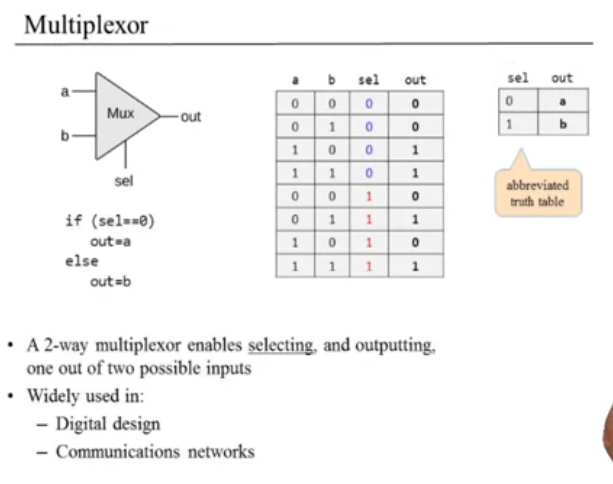 Multiplexor
a
b
Mux
out
sel
if (sel==0)
out=a
else
out=b
a b sel out
0 0 0 0
0 1 0 0
1 0 0 1
1 1 0 1
0 0 1 0
0 1 1 1
1 0 1 0
1 1 1 1
sel out
0 a
1 b
abbreviated
truth table
• A 2-way multiplexor enables selecting, and outputting,
one out of two possible inputs
• Widely used in:
– Digital design
– Communications networks